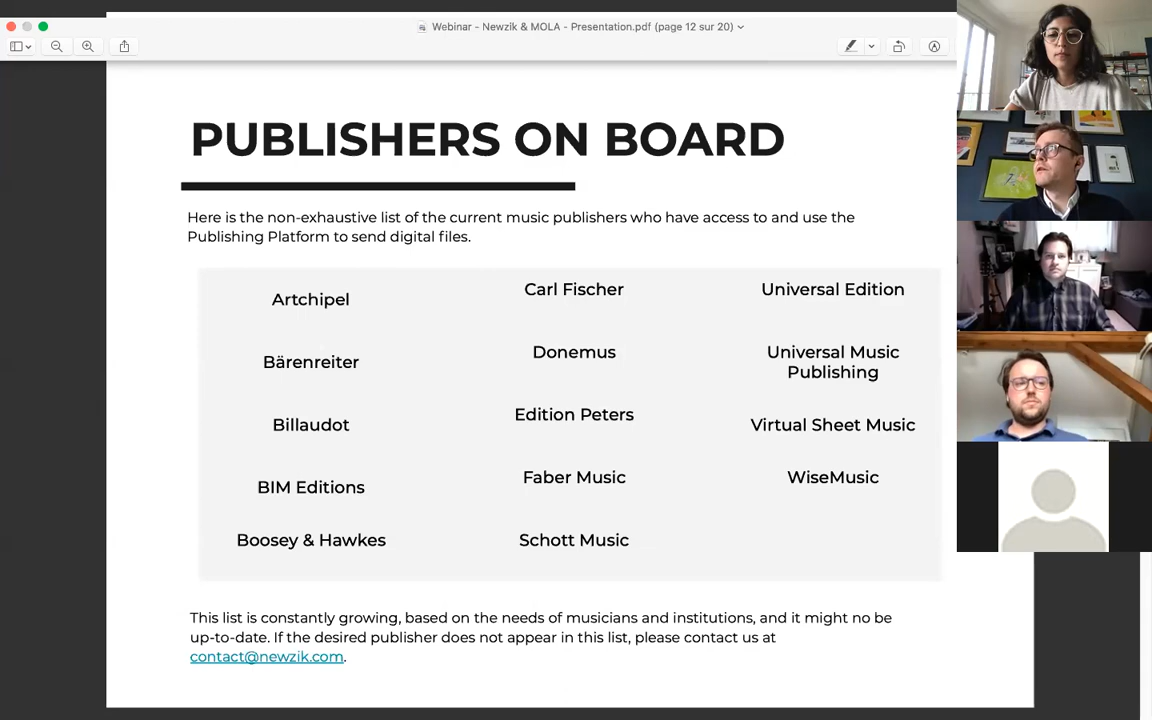 Webinar - Newzik & MOLA - Presentation.pdf (page 12 sur 20)
PUBLISHERS ON BOARD
Here is the non-exhaustive list of the current music publishers who have access to and use the
Publishing Platform to send digital files.
Artchipel
Bärenreiter
Billaudot
BIM Editions
Boosey & Hawkes
Carl Fischer
Donemus
Edition Peters
Faber Music
Schott Music
Universal Edition
Universal Music
Publishing
Virtual Sheet Music
WiseMusic
This list is constantly growing, based on the needs of musicians and institutions, and it might no be
up-to-date. If the desired publisher does not appear in this list, please contact us at
contact@newzik.com.